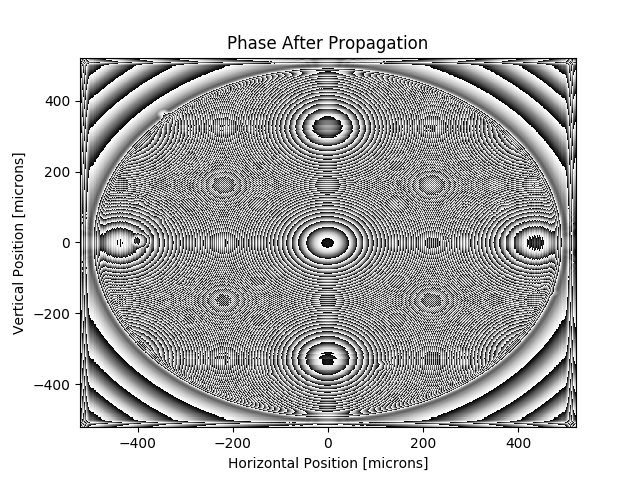 Phase After Propagation
400
200
0
−200
−400
Vertical Position [microns]
−400 −200 0 200 400
Horizontal Position [microns]